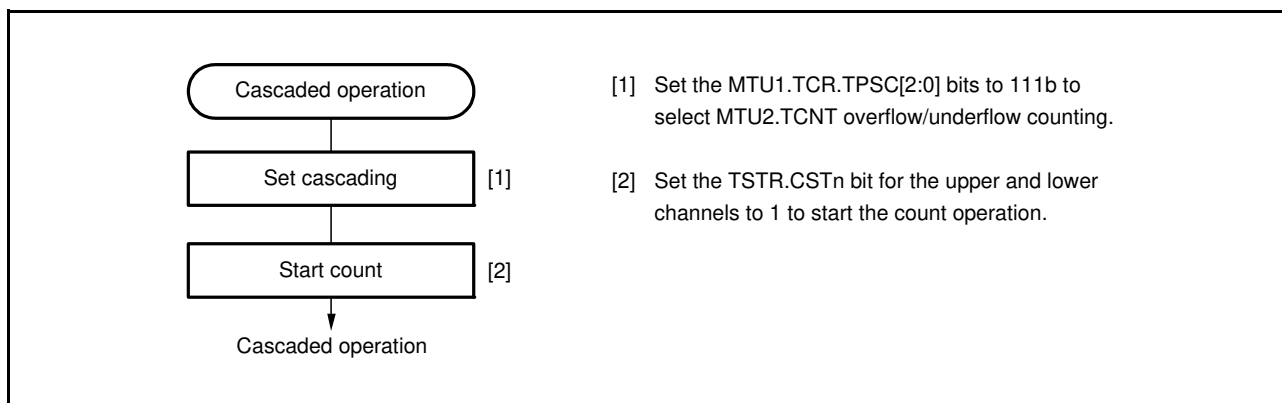 Cascaded operation
Set cascading
[1]
Start count
[2]
Cascaded operation
[1] Set the MTU1.TCR.TPSC[2:0] bits to 111b to
select MTU2.TCNT overflow/underflow counting.
[2] Set the TSTR.CSTn bit for the upper and lower
channels to 1 to start the count operation.